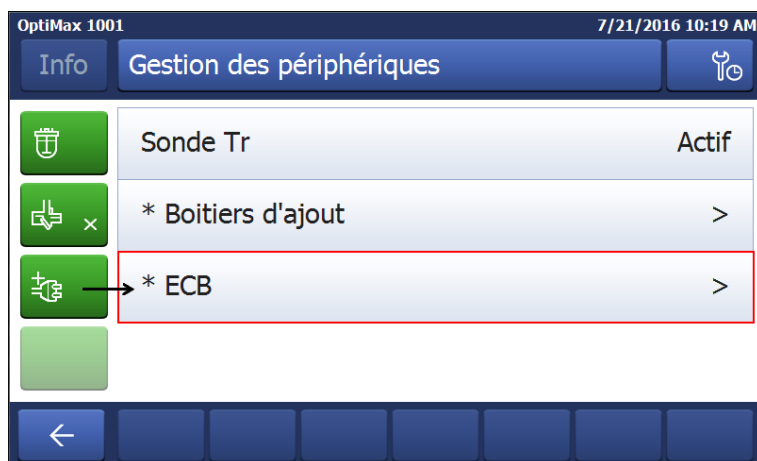 OptiMax 1001 7/21/2016 10:19 AM
Info Gestion des périphériques
Sonde Tr Actif
* Boitiers d'ajout >
* ECB >